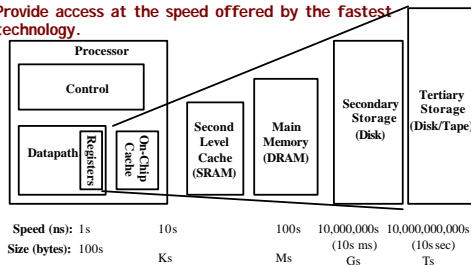 Provide access at the speed offered by the fastest
technology.
Processor
Control
Datapath
Registers
On-Chip
Cache
Second
Level
Cache
(SRAM)
Main
Memory
(DRAM)
Secondary
Storage
(Disk)
Tertiary
Storage
(Disk/Tape)
Speed (ns): 1s 10s 100s 10,000,000s 10,000,000,000s
(10s ms) (10s sec)
Size (bytes): 100s Ks Ms Gs Ts